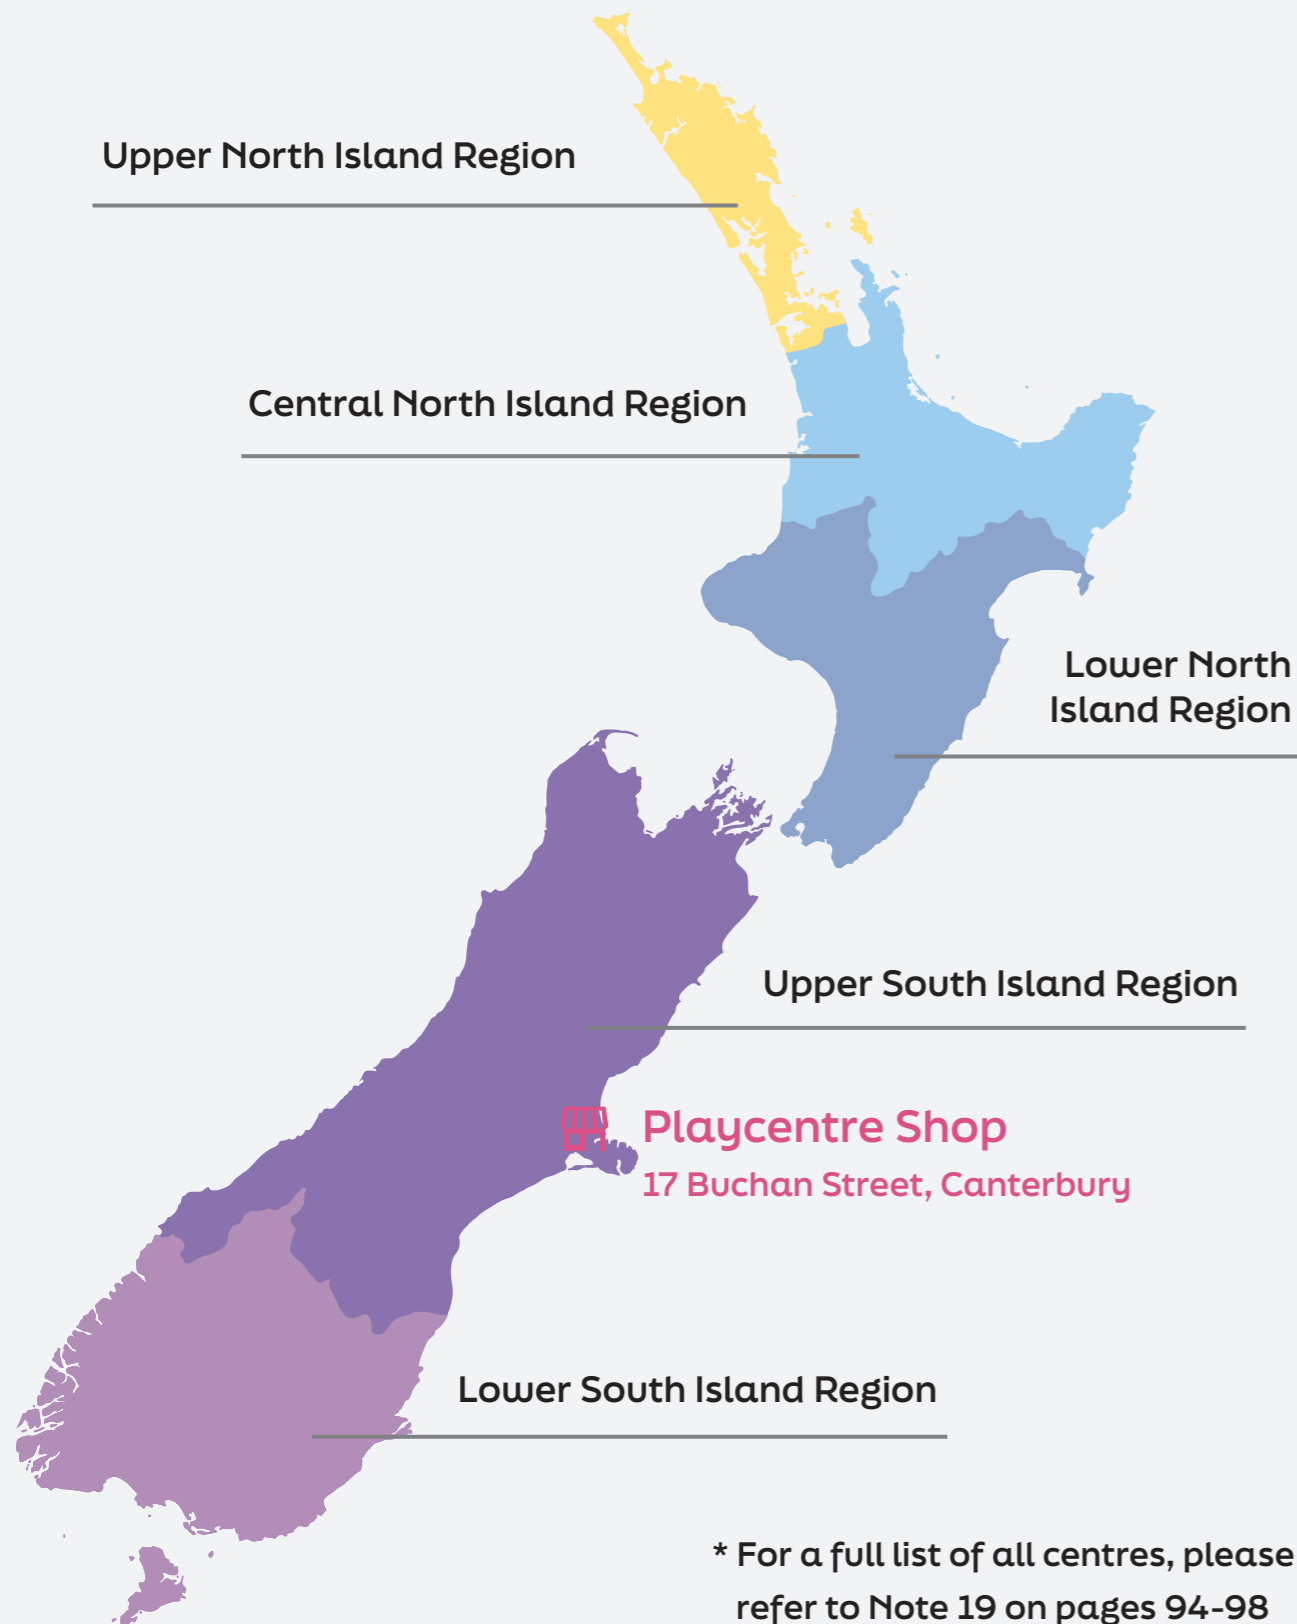 Upper North Island Region
Central North Island Region
Lower North
Island Region
Upper South Island Region
Playcentre Shop
17 Buchan Street, Canterbury
Lower South Island Region
* For a full list of all centres, please
refer to Note 19 on pages 94-98